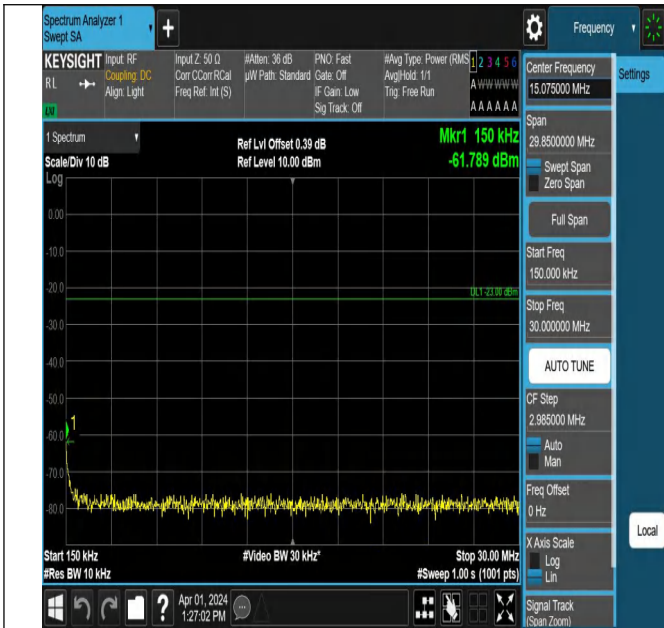 Spectrum Analyzer 1
Swept SA
+
Frequency
KEYSIGHT
RL
LXI
Input: RF
Coupling: DC
Align: Light
Input Z: 50 Ω
Corr CCorr RCal
Freq Ref: Int (S)
#Atten: 36 dB
µW Path: Standard
PNO: Fast
Gate: Off
IF Gain: Low
Sig Track: Off
#Avg Type: Power (RMS
Avg|Hold: 1/1
Trig: Free Run
1 2 3 4 5 6
A W W W W W
A A A A A A
1 Spectrum
Scale/Div 10 dB
Log
Ref Lvl Offset 0.39 dB
Ref Level 10.00 dBm
Mkr1 150 kHz
-61.789 dBm
0.00
-10.0
-20.0
DL1 -23.00 dBm
-30.0
-40.0
-50.0
1
-60.0
-70.0
-80.0
Start 150 kHz
#Res BW 10 kHz
#Video BW 30 kHz*
Stop 30.00 MHz
#Sweep 1.00 s (1001 pts)
?
Apr 01, 2024
1:27:02 PM
Center Frequency
15.075000 MHz
Settings
Span
29.8500000 MHz
Swept Span
Zero Span
Full Span
Start Freq
150.000 kHz
Stop Freq
30.000000 MHz
AUTO TUNE
CF Step
2.985000 MHz
Auto
Man
Freq Offset
0 Hz
X Axis Scale
Log
Lin
Local
Signal Track
(Span Zoom)